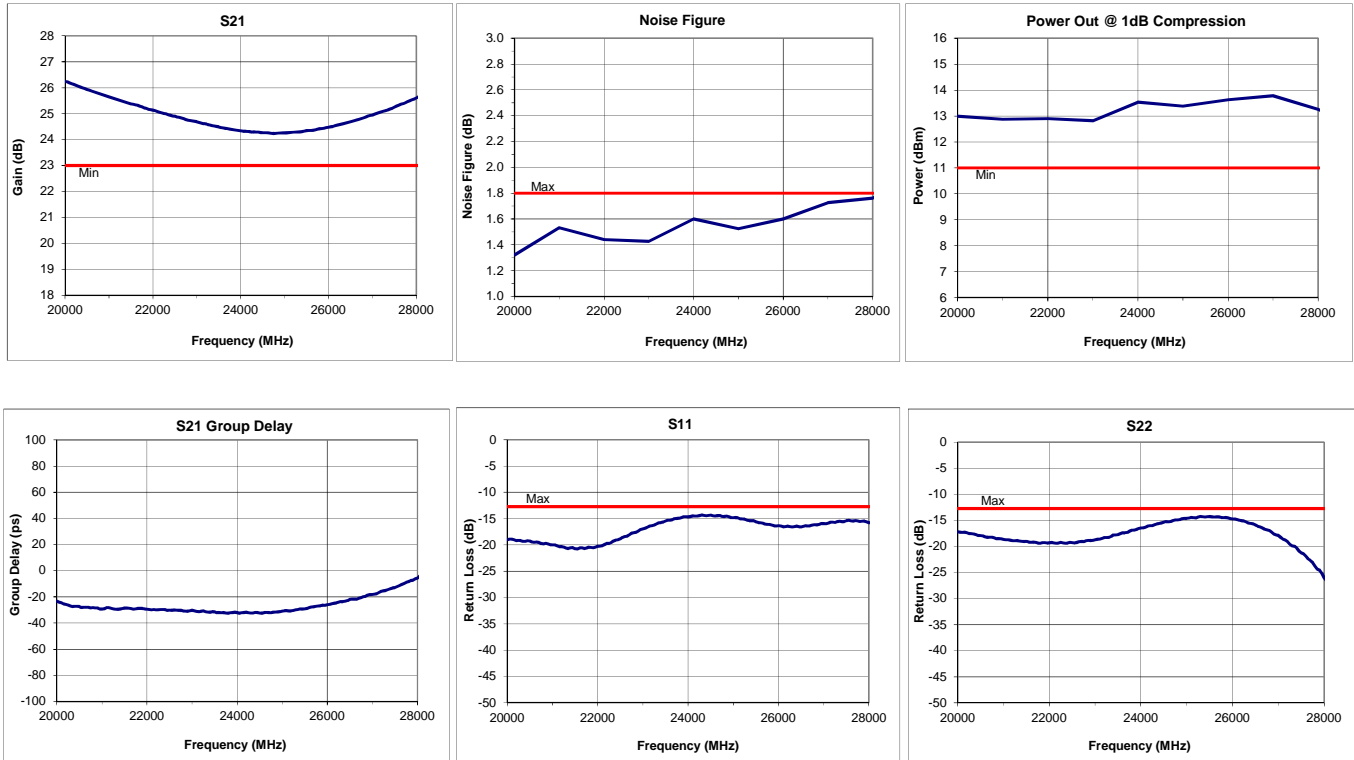 S21
Gain (dB)
28
27
26
25
24
23
22
21
20
19
18
Min
20000 22000 24000 26000 28000
Frequency (MHz)
Noise Figure
Noise Figure (dB)
3.0
2.8
2.6
2.4
2.2
2.0
1.8
1.6
1.4
1.2
1.0
Max
20000 22000 24000 26000 28000
Frequency (MHz)
Power Out @ 1dB Compression
Power (dBm)
16
15
14
13
12
11
10
9
8
7
6
Min
20000 22000 24000 26000 28000
Frequency (MHz)
S21 Group Delay
Group Delay (ps)
100
80
60
40
20
0
-20
-40
-60
-80
-100
20000 22000 24000 26000 28000
Frequency (MHz)
S11
Return Loss (dB)
0
-5
-10
-15
-20
-25
-30
-35
-40
-45
-50
Max
20000 22000 24000 26000 28000
Frequency (MHz)
S22
Return Loss (dB)
0
-5
-10
-15
-20
-25
-30
-35
-40
-45
-50
Max
20000 22000 24000 26000 28000
Frequency (MHz)